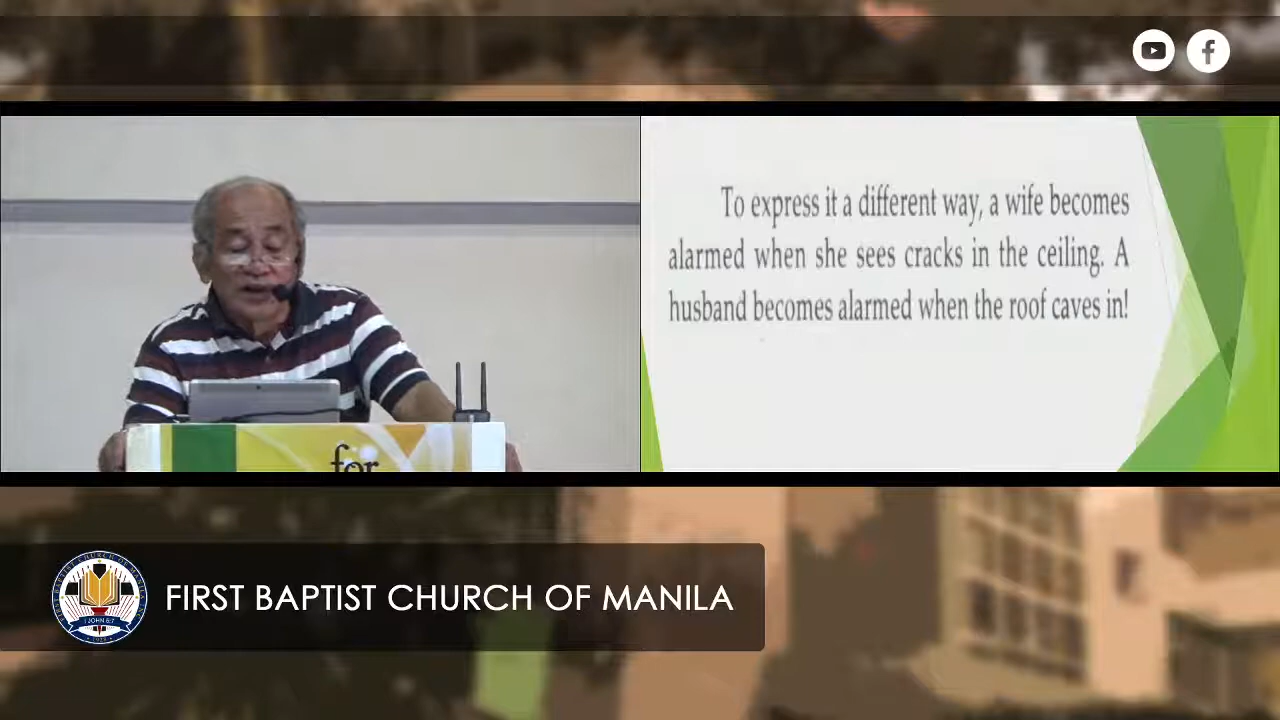 To express it a different way, a wife becomes
alarmed when she sees cracks in the ceiling. A
husband becomes alarmed when the roof caves in!
for
FIRST BAPTIST CHURCH OF MANILA